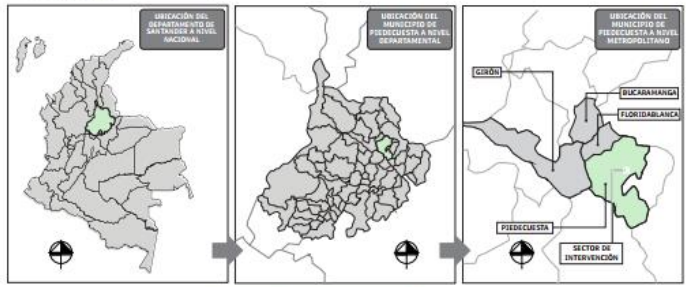 UBICACIÓN DEL
DEPARTAMENTO DE
SANTANDER A NIVEL
NACIONAL
UBICACIÓN DEL
MUNICIPIO DE
PIEDECUESTA A NIVEL
DEPARTAMENTAL
UBICACIÓN DEL
MUNICIPIO DE
PIEDECUESTA A NIVEL
METROPOLITANO
GIRÓN
BUCARAMANGA
FLORIDABLANCA
PIEDECUESTA
SECTOR DE
INTERVENCIÓN